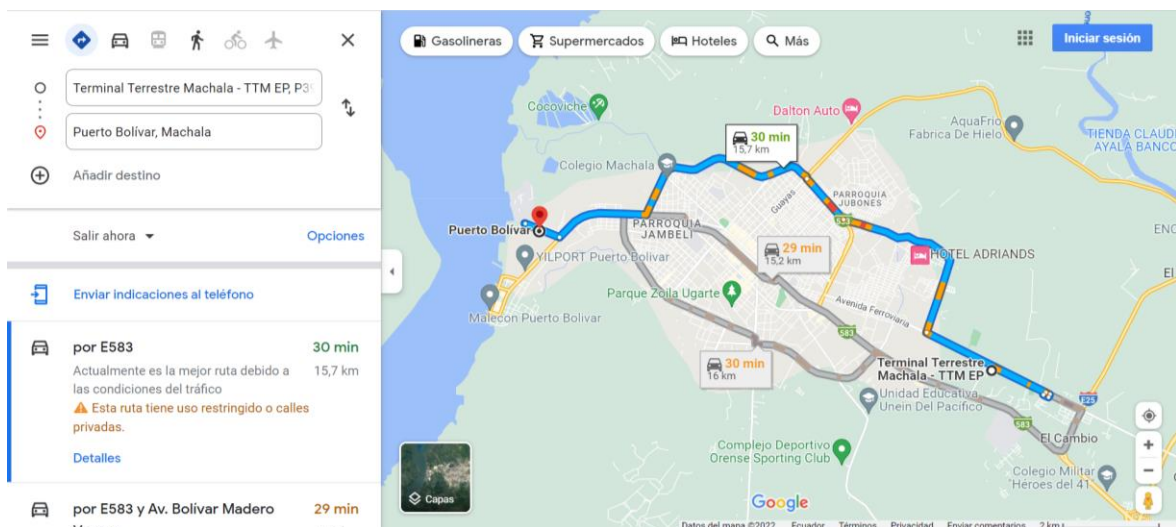 Terminal Terrestre Machala - TTM EP, P39
Puerto Bolívar, Machala
Añadir destino
Salir ahora
Opciones
Enviar indicaciones al teléfono
por E583
30 min
Actualmente es la mejor ruta debido a
15,7 km
las condiciones del tráfico
Esta ruta tiene uso restringido o calles
privadas.
Detalles
por E583 y Av. Bolívar Madero
29 min
Gasolineras
Supermercados
Hoteles
Más
Iniciar sesión
Cocoviche
Dalton Auto
AquaFrio
Fabrica De Hielo
TIENDA CLAUDI
AYALA BANCO
30 min
15,7 km
Colegio Machala
Guayas
PARROQUIA
JUBONES
583
Puerto Bolívar
PARROQUIA
JAMBELI
29 min
15,2 km
HOTEL ADRIANDS
YILPORT Puerto Bolivar
Parque Zoila Ugarte
Avenida Ferroviaria
Malecon Puerto Bolivar
583
30 min
16 km
Terminal Terrestre
Machala - TTM EP
Unidad Educativa
Unein Del Pacífico
E25
583
El Cambio
Complejo Deportivo
Orense Sporting Club
Colegio Militar
"Héroes del 41"
Capas
Google
Datos del mapa ©2022
Ecuador
Términos
Privacidad
Enviar comentarios
2 km